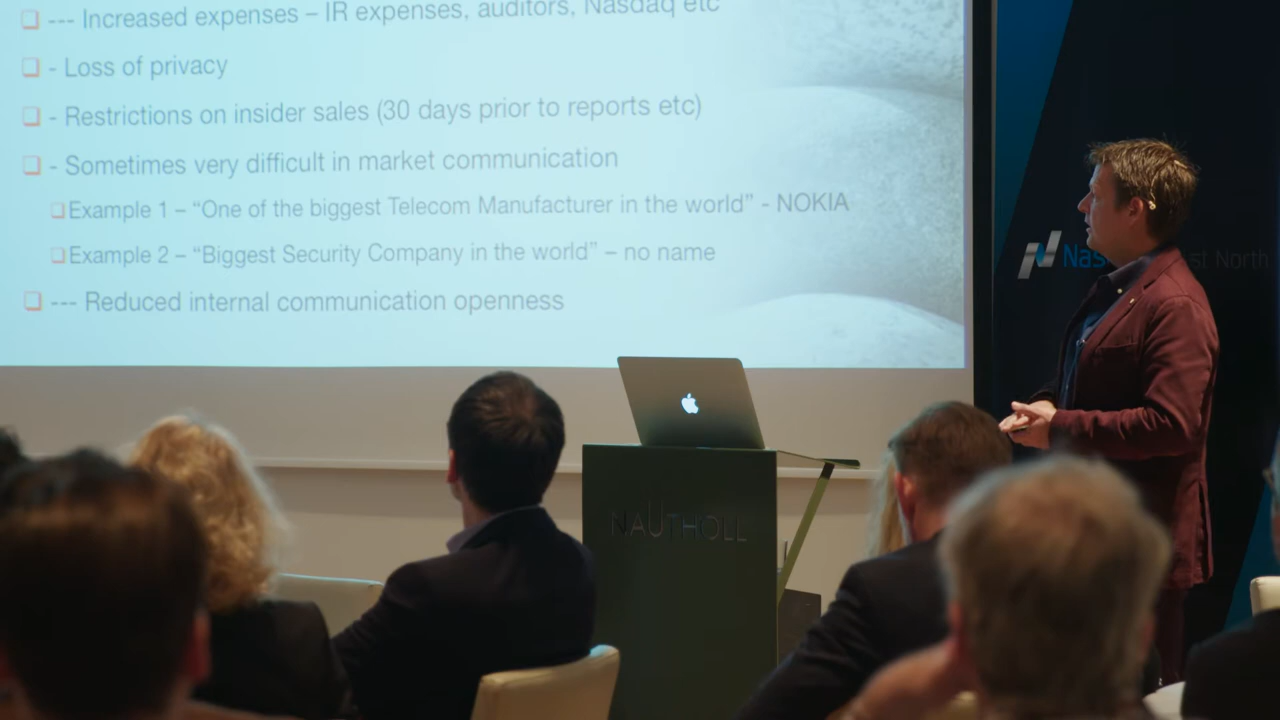 --- Increased expenses – IR expenses, auditors, Nasdaq etc
- Loss of privacy
- Restrictions on insider sales (30 days prior to reports etc)
- Sometimes very difficult in market communication
Example 1 – “One of the biggest Telecom Manufacturer in the world” - NOKIA
Example 2 – “Biggest Security Company in the world” – no name
--- Reduced internal communication openness
Nas st North
NAUTHOLL